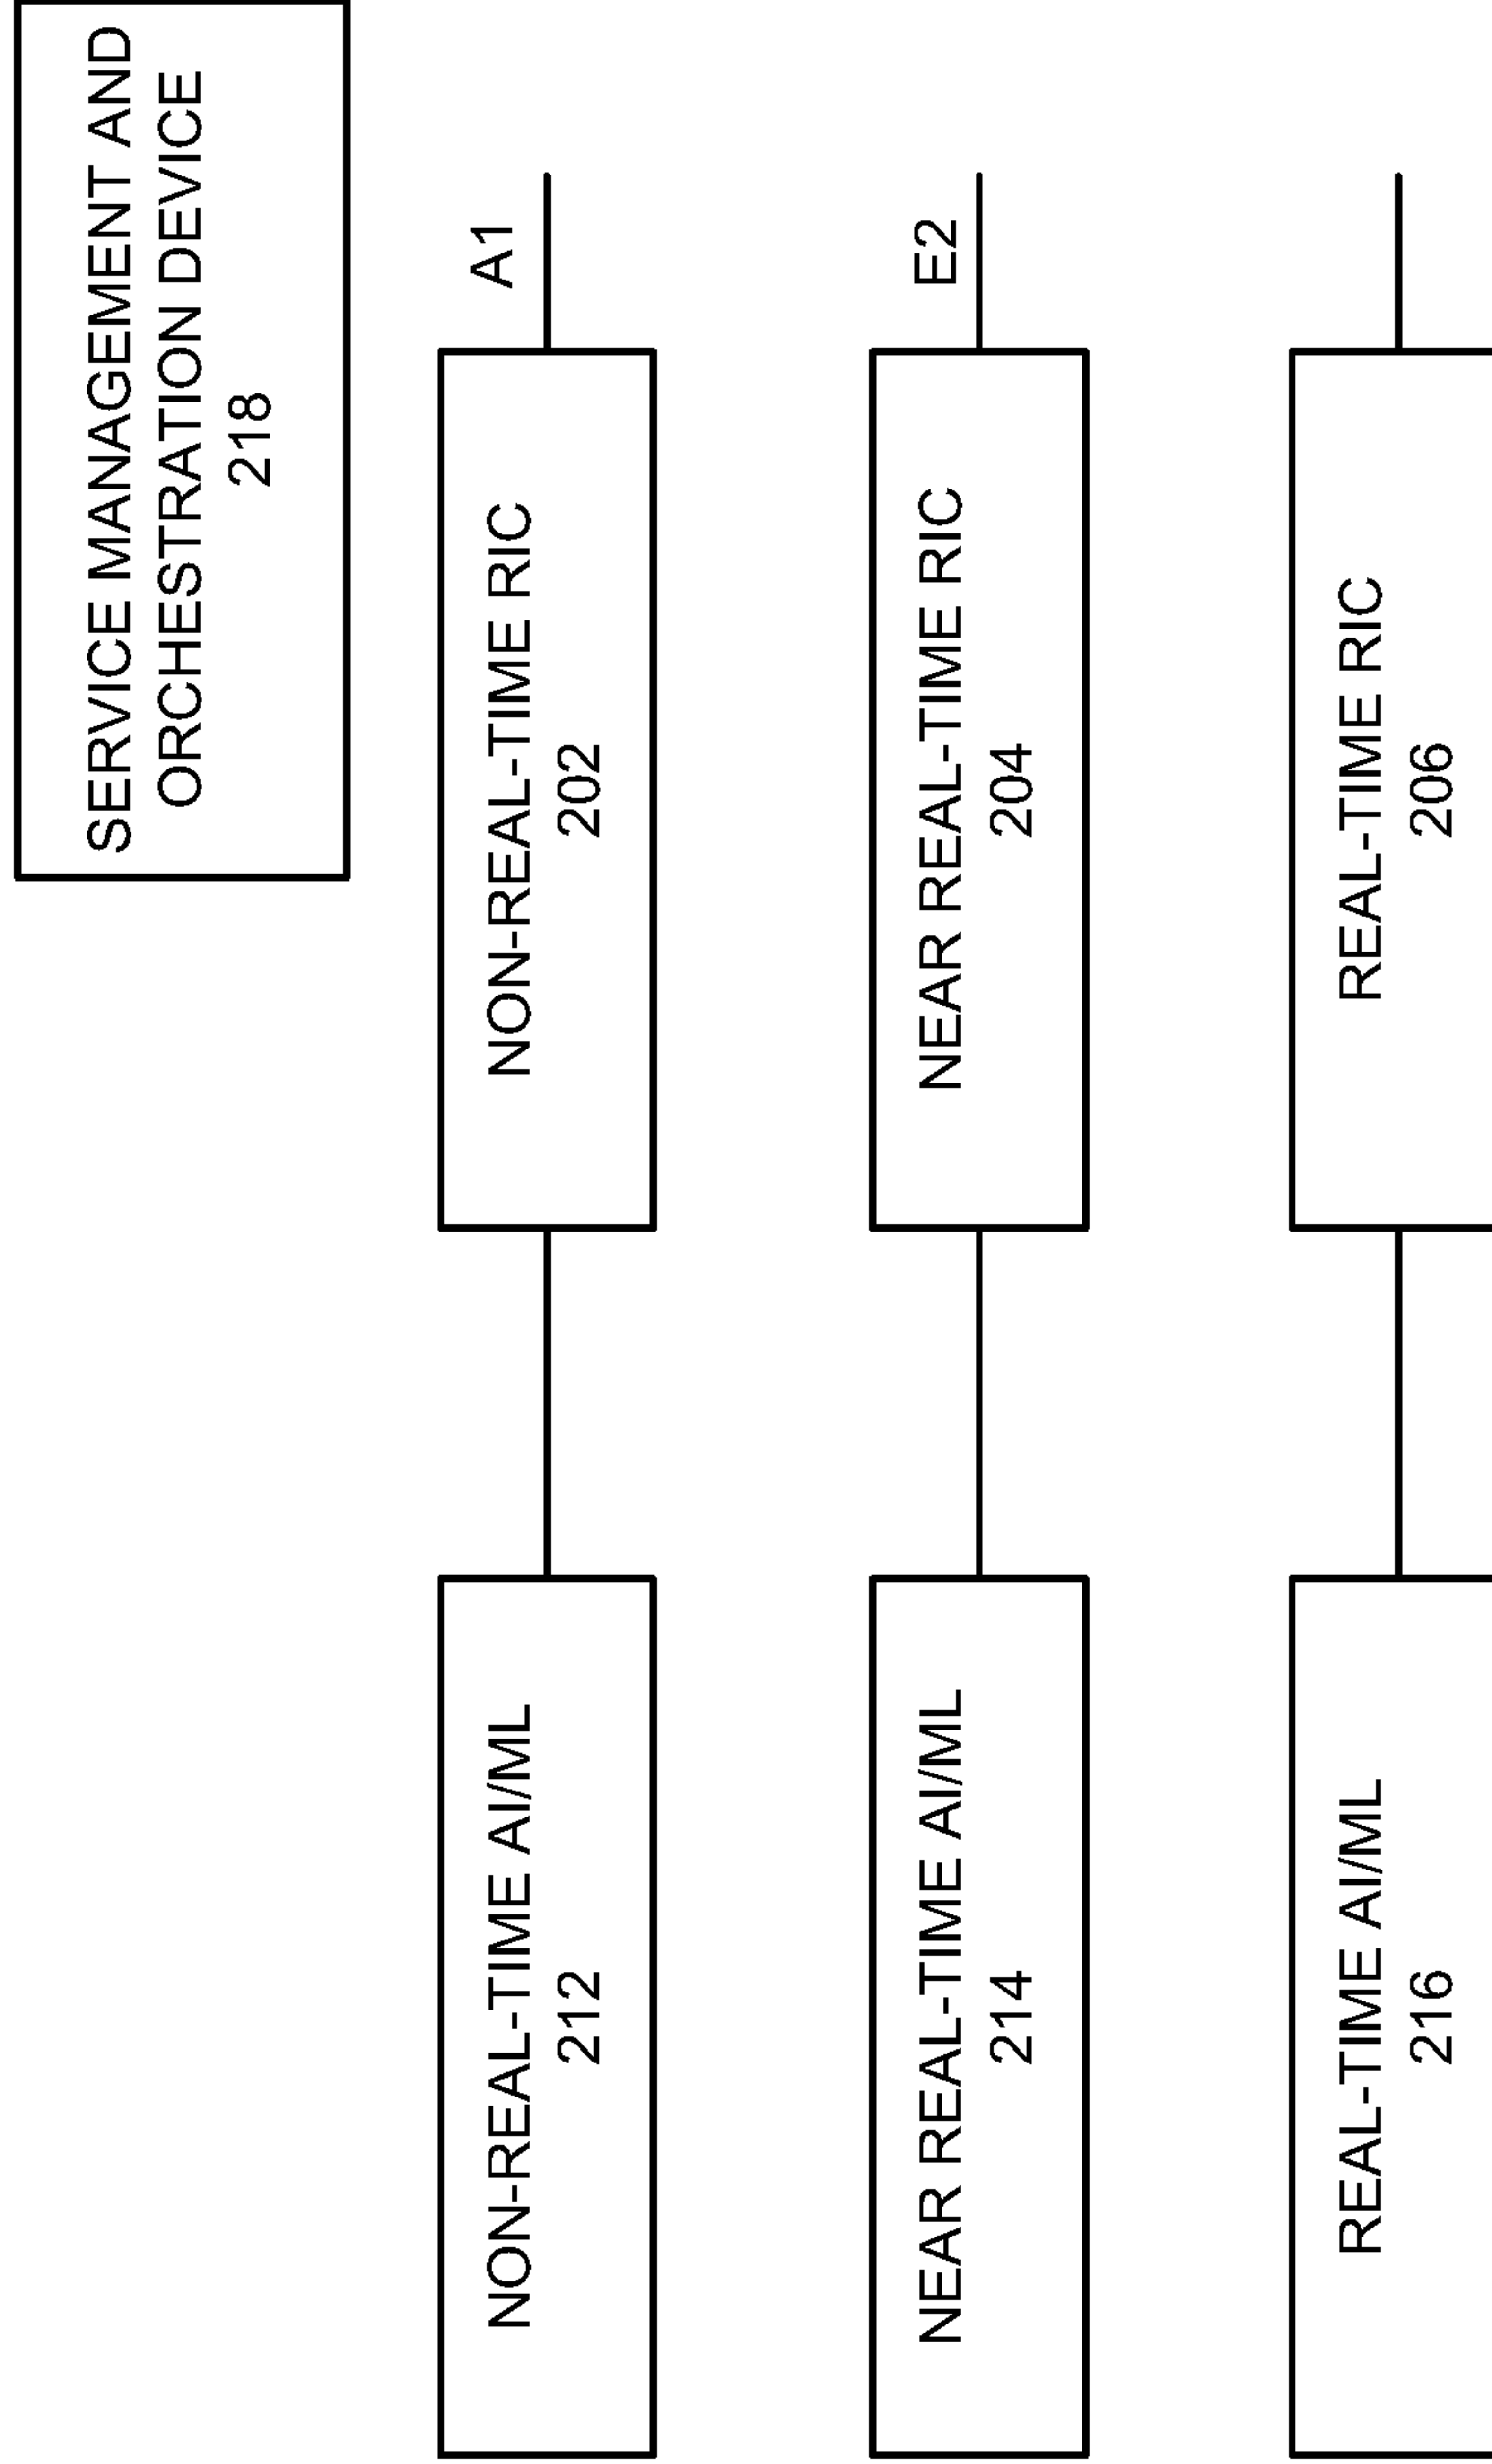 SERVICE MANAGEMENT AND
ORCHESTRATION DEVICE
218
NON-REAL-TIME AI/ML
212
NON-REAL-TIME RIC
202
A1
NEAR REAL-TIME AI/ML
214
NEAR REAL-TIME RIC
204
E2
REAL-TIME AI/ML
216
REAL-TIME RIC
206